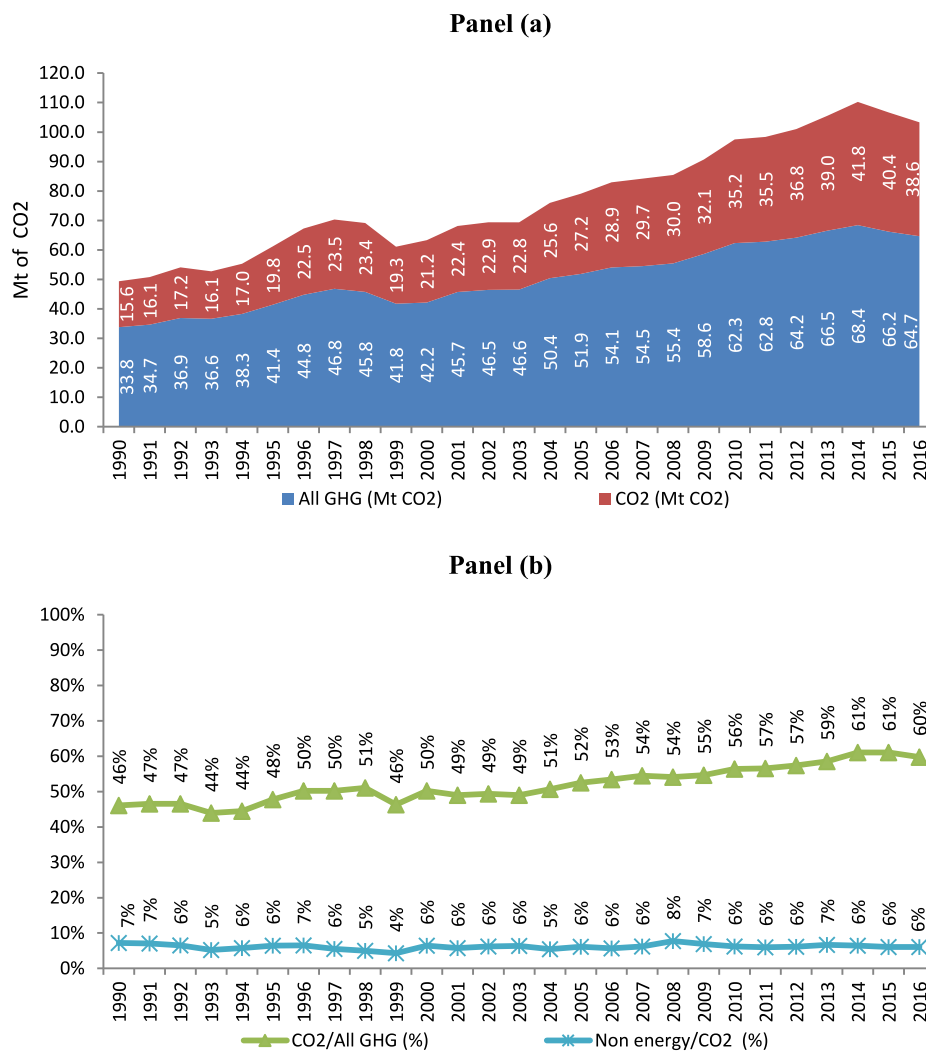 Panel (a)
120.0
110.0
100.0
90.0
80.0
70.0
60.0
50.0
40.0
30.0
20.0
10.0
0.0
Mt of CO2
15.6 16.1 17.2 16.1 17.0 19.8 22.5 23.5 23.4 19.3 21.2 22.4 22.9 22.8 25.6 27.2 28.9 29.7 30.0 32.1 35.2 35.5 36.8 39.0 41.8 40.4 38.6
33.8 34.7 36.9 36.6 38.3 41.4 44.8 46.8 45.8 41.8 42.2 45.7 46.5 46.6 50.4 51.9 54.1 54.5 55.4 58.6 62.3 62.8 64.2 66.5 68.4 66.2 64.7
1990 1991 1992 1993 1994 1995 1996 1997 1998 1999 2000 2001 2002 2003 2004 2005 2006 2007 2008 2009 2010 2011 2012 2013 2014 2015 2016
All GHG (Mt CO2) CO2 (Mt CO2)
Panel (b)
100%
90%
80%
70%
60%
50%
40%
30%
20%
10%
0%
46% 47% 47% 44% 44% 48% 50% 50% 51% 46% 50% 49% 49% 49% 51% 52% 53% 54% 54% 55% 56% 57% 57% 59% 61% 61% 60%
7% 7% 6% 5% 6% 6% 7% 6% 5% 4% 6% 6% 6% 6% 5% 6% 6% 6% 8% 7% 6% 6% 6% 7% 6% 6% 6%
1990 1991 1992 1993 1994 1995 1996 1997 1998 1999 2000 2001 2002 2003 2004 2005 2006 2007 2008 2009 2010 2011 2012 2013 2014 2015 2016
CO2/All GHG (%) Non energy/CO2 (%)